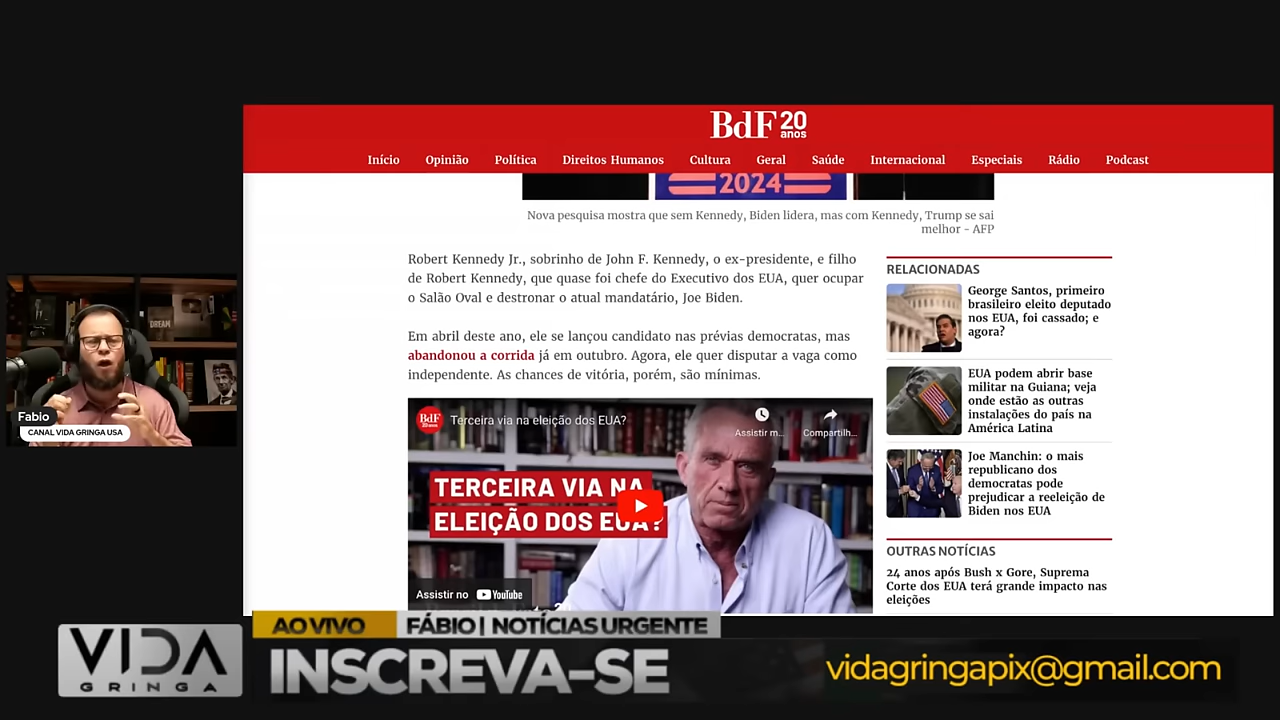 BdF 20 anos
Início Opinião Política Direitos Humanos Cultura Geral Saúde Internacional Especiais Rádio Podcast
2024
Nova pesquisa mostra que sem Kennedy, Biden lidera, mas com Kennedy, Trump se sai
melhor - AFP
Robert Kennedy Jr., sobrinho de John F. Kennedy, o ex-presidente, e filho
de Robert Kennedy, que quase foi chefe do Executivo dos EUA, quer ocupar
o Salão Oval e destronar o atual mandatário, Joe Biden.
Em abril deste ano, ele se lançou candidato nas prévias democratas, mas
abandonou a corrida já em outubro. Agora, ele quer disputar a vaga como
independente. As chances de vitória, porém, são mínimas.
BdF 20 anos
Terceira via na eleição dos EUA?
Assistir m...
Compartilh...
TERCEIRA VIA NA
ELEIÇÃO DOS EUA?
Assistir no YouTube
RELACIONADAS
George Santos, primeiro
brasileiro eleito deputado
nos EUA, foi cassado; e
agora?
EUA podem abrir base
militar na Guiana; veja
onde estão as outras
instalações do país na
América Latina
Joe Manchin: o mais
republicano dos
democratas pode
prejudicar a reeleição de
Biden nos EUA
OUTRAS NOTÍCIAS
24 anos após Bush x Gore, Suprema
Corte dos EUA terá grande impacto nas
eleições
DREAM
Fabio
CANAL VIDA GRINGA USA
AO VIVO FÁBIO | NOTÍCIAS URGENTE
VIDA
GRINGA
INSCREVA-SE
vidagringapix@gmail.com